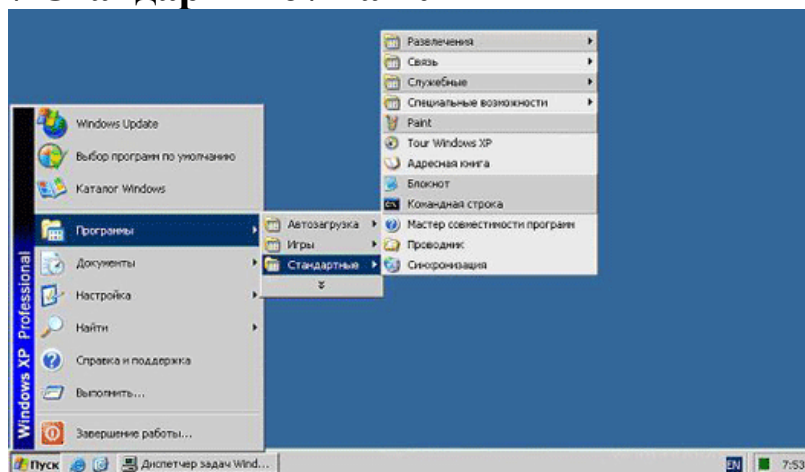 Развлечения
Связь
Служебные
Специальные возможности
Paint
Tour Windows XP
Адресная книга
Блокнот
Командная строка
Мастер совместимости программ
Проводник
Синхронизация
Windows Update
Выбор программ по умолчанию
Каталог Windows
Программы
Документы
Настройка
Найти
Справка и поддержка
Выполнить...
Завершение работы...
Автозагрузка
Игры
Стандартные
Windows XP Professional
Пуск
Диспетчер задач Wind...
EN
7:53